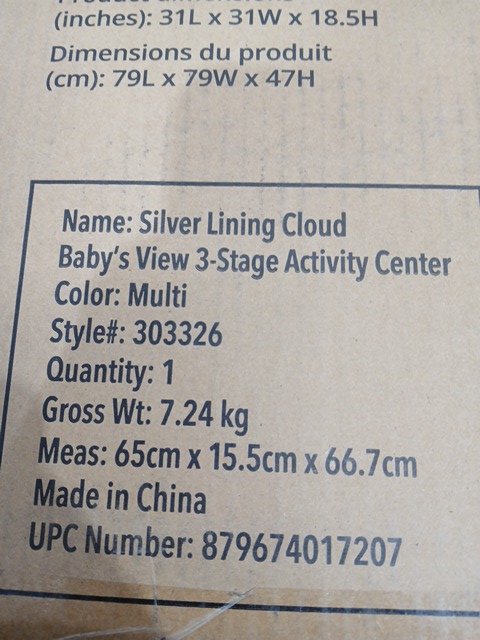 Product dimensions
(inches): 31L x 31W x 18.5H
Dimensions du produit
(cm): 79L x 79W x 47H
Name: Silver Lining Cloud
Baby's View 3-Stage Activity Center
Color: Multi
Style#: 303326
Quantity: 1
Gross Wt: 7.24 kg
Meas: 65cm x 15.5cm x 66.7cm
Made in China
UPC Number: 879674017207